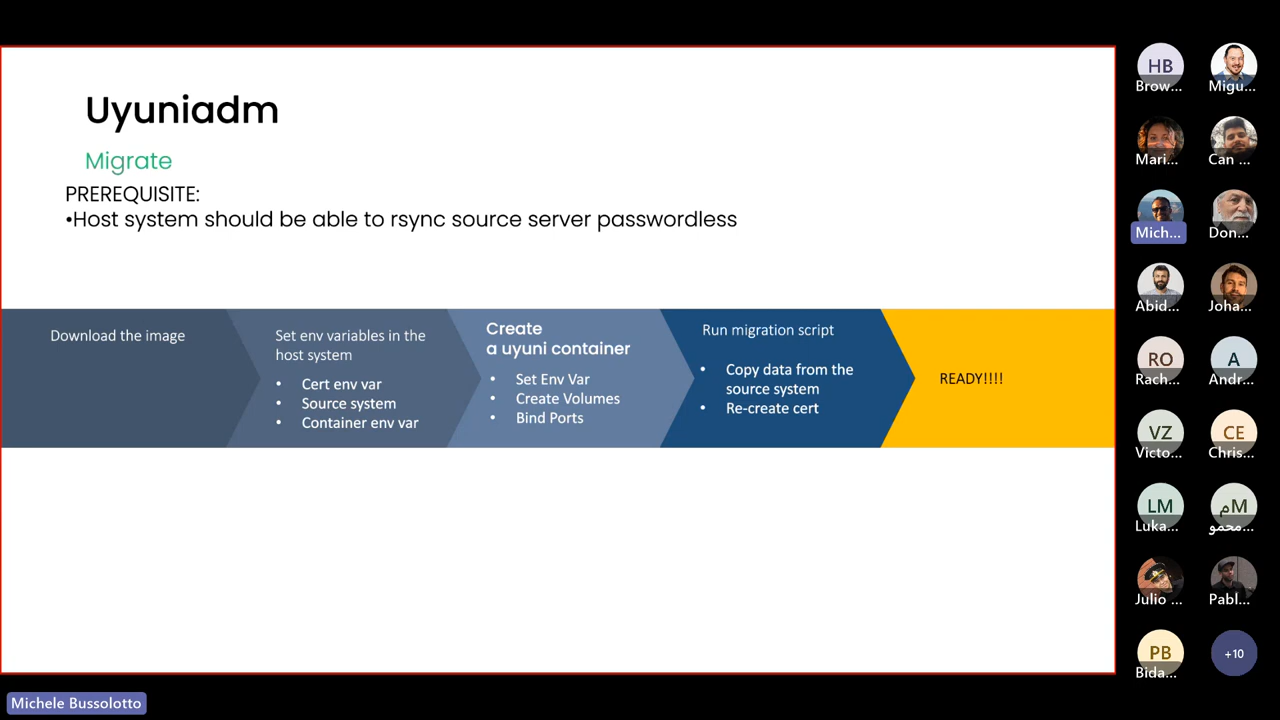 Uyuniadm
Migrate
PREREQUISITE:
•Host system should be able to rsync source server passwordless
Download the image
Set env variables in the
host system
• Cert env var
• Source system
• Container env var
Create
a uyuni container
• Set Env Var
• Create Volumes
• Bind Ports
Run migration script
• Copy data from the
source system
• Re-create cert
READY!!!!
HB
Brow...
Migu...
Mari...
Can ...
Mich...
Don...
Abid...
Joha...
RO
Rach...
A
Andr...
VZ
Victo...
CE
Chris...
LM
Luka...
مM
محمو...
Julio ...
Pabl...
PB
Bida...
+10
Michele Bussolotto